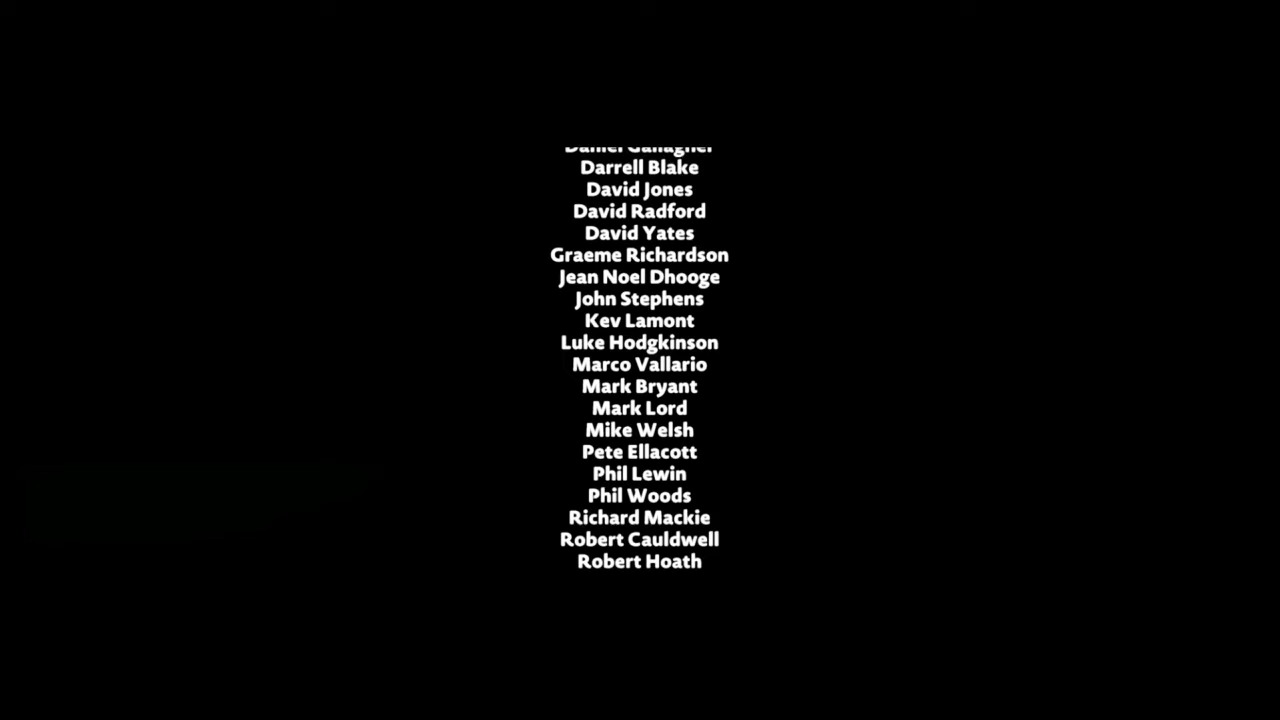 Daniel Gallagher
Darrell Blake
David Jones
David Radford
David Yates
Graeme Richardson
Jean Noel Dhooge
John Stephens
Kev Lamont
Luke Hodgkinson
Marco Vallario
Mark Bryant
Mark Lord
Mike Welsh
Pete Ellacott
Phil Lewin
Phil Woods
Richard Mackie
Robert Cauldwell
Robert Hoath